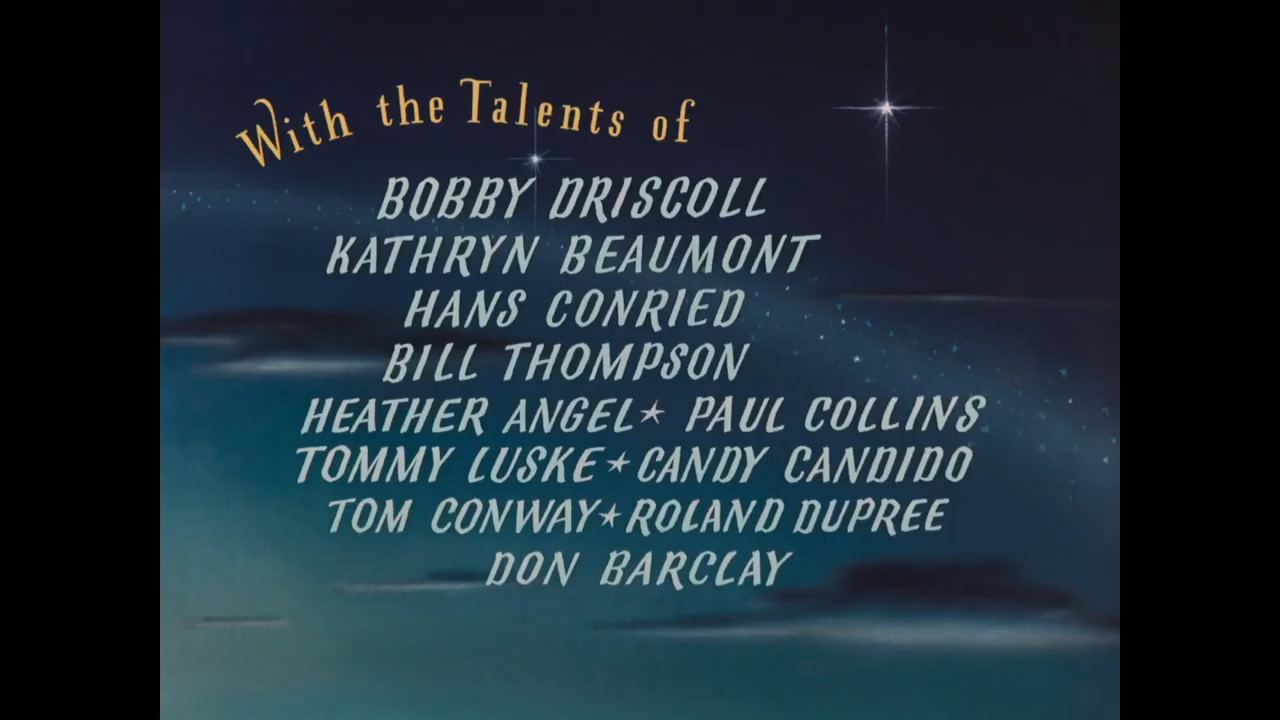 With the Talents of
BOBBY DRISCOLL
KATHRYN BEAUMONT
HANS CONRIED
BILL THOMPSON
HEATHER ANGEL★ PAUL COLLINS
TOMMY LUSKE★CANDY CANDIDO
TOM CONWAY★ROLAND DUPREE
DON BARCLAY